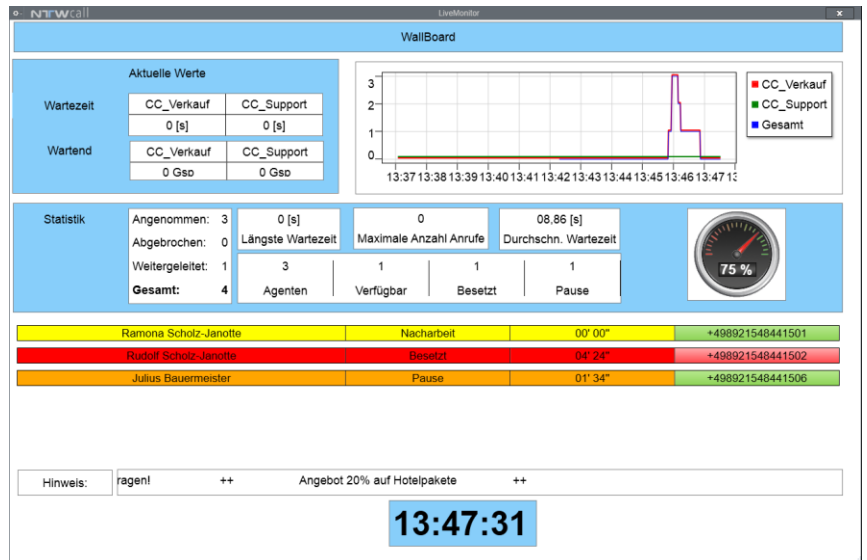 NTWcall
LiveMonitor
WallBoard
Aktuelle Werte
Wartezeit
CC_Verkauf CC_Support
0 [s] 0 [s]
Wartend
CC_Verkauf CC_Support
0 Gsp 0 Gsp
3
2
1
0
13:37 13:38 13:39 13:40 13:41 13:42 13:43 13:44 13:45 13:46 13:47
CC_Verkauf
CC_Support
Gesamt
Statistik
Angenommen: 3
Abgebrochen: 0
Weitergeleitet: 1
Gesamt: 4
0 [s]
Längste Wartezeit
0
Maximale Anzahl Anrufe
08,86 [s]
Durchschn. Wartezeit
3 1 1 1
Agenten Verfügbar Besetzt Pause
75 %
Ramona Scholz-Janotte Nacharbeit 00' 00" +498921548441501
Rudolf Scholz-Janotte Besetzt 04' 24" +498921548441502
Julius Bauermeister Pause 01' 34" +498921548441506
Hinweis: ragen! ++ Angebot 20% auf Hotelpakete ++
13:47:31